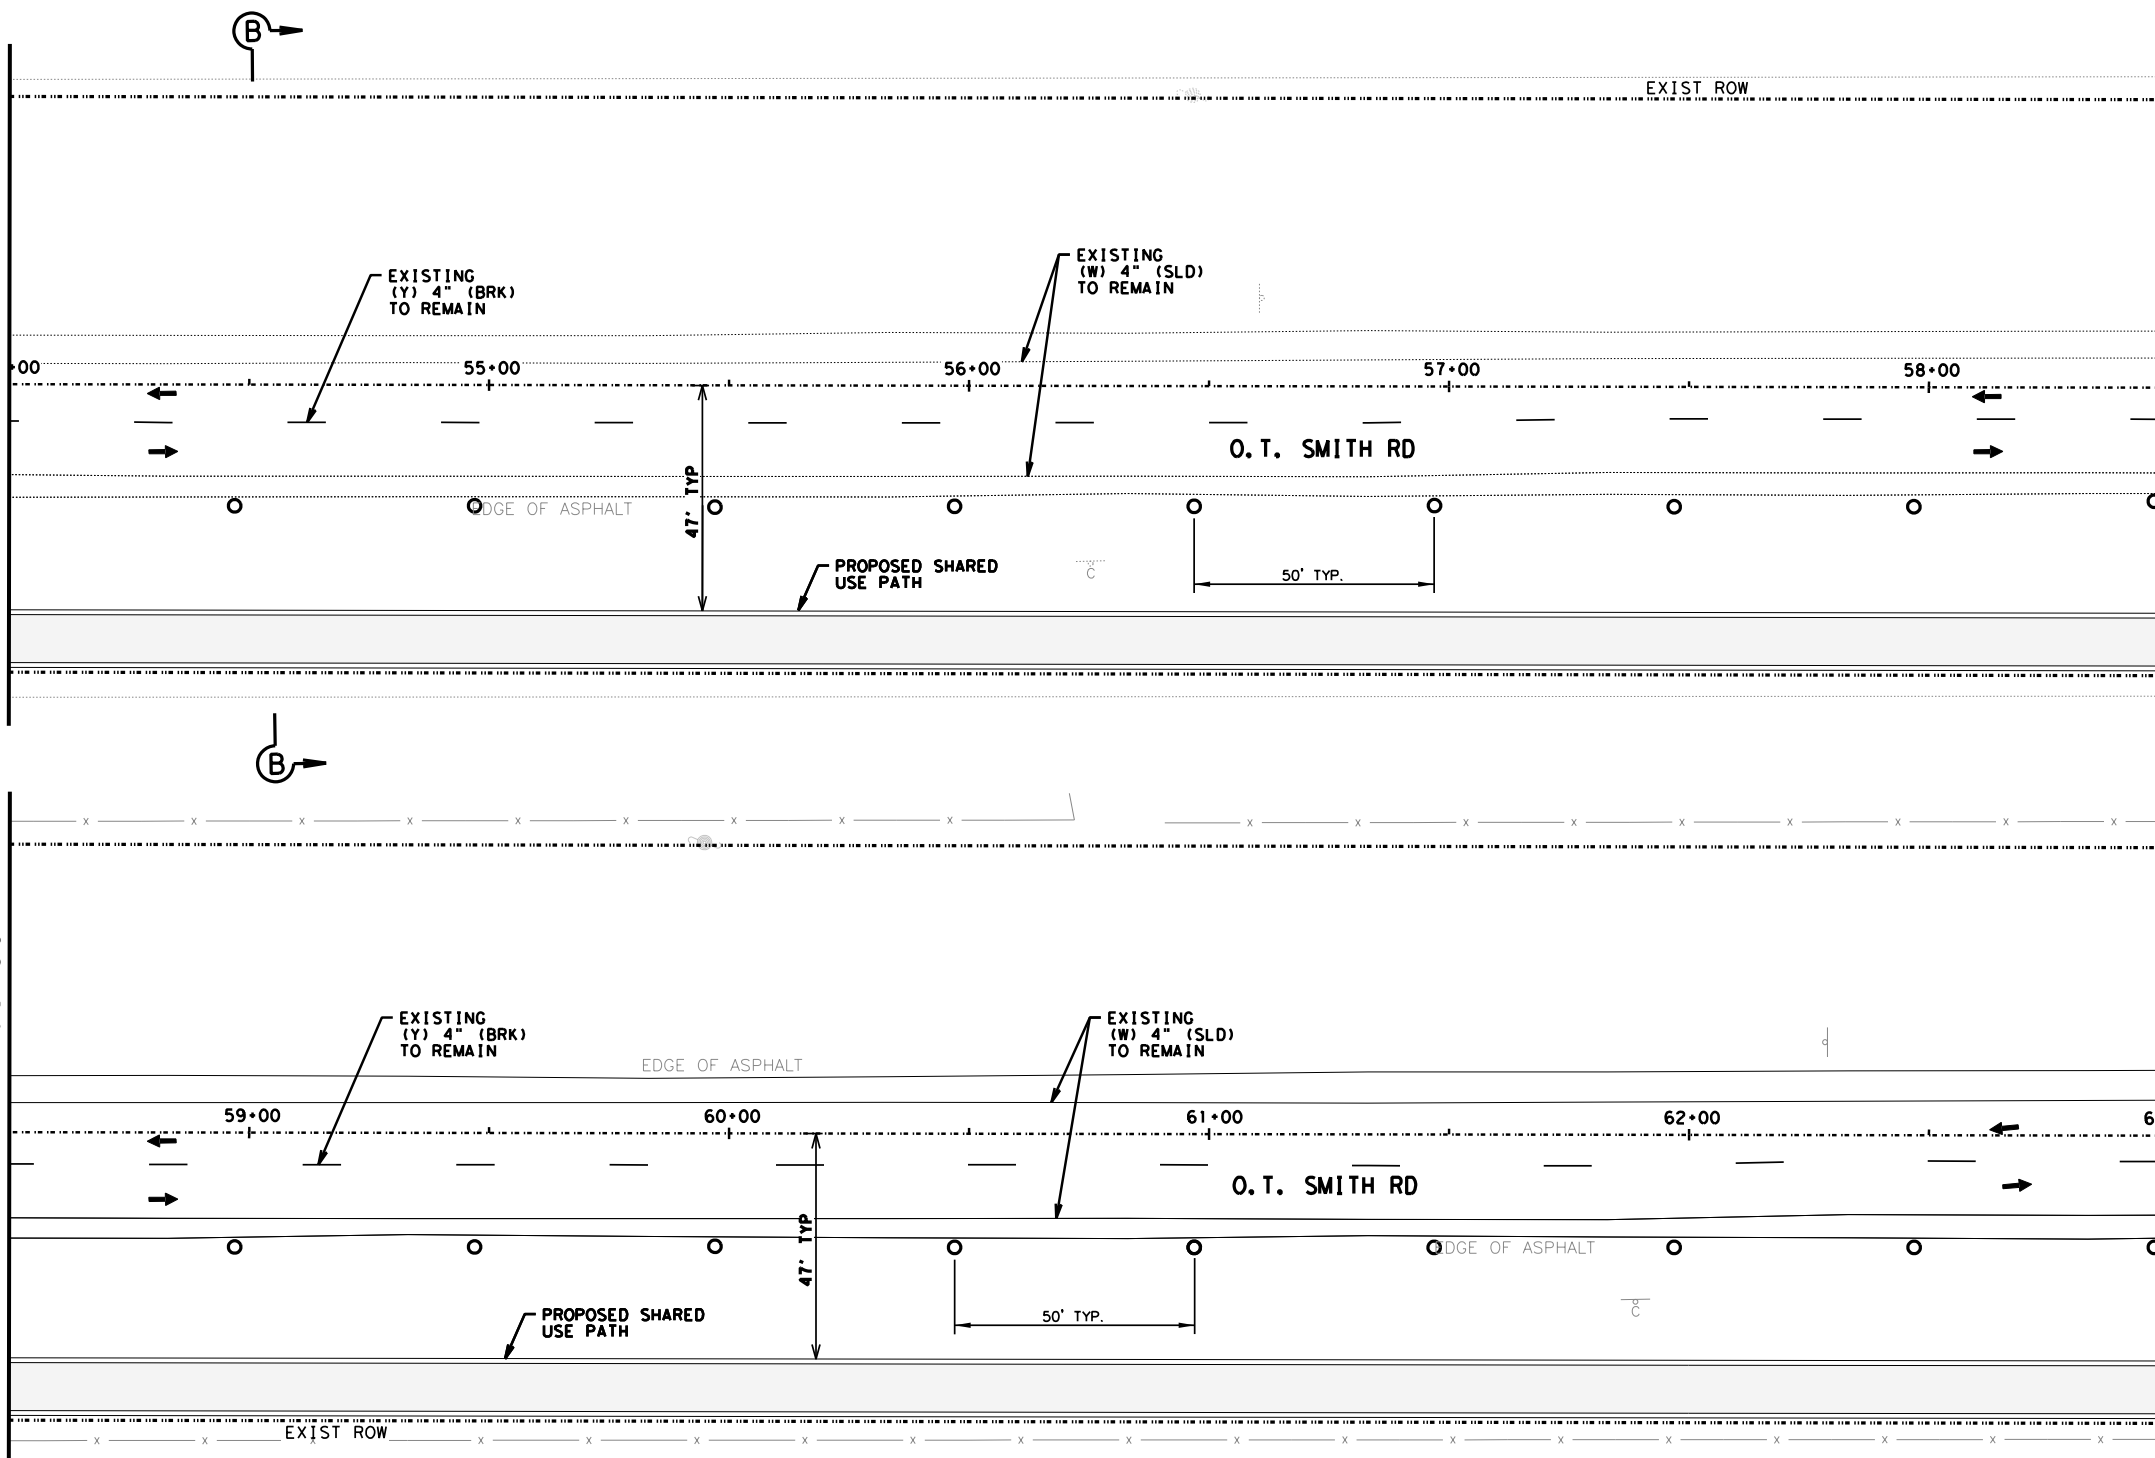 B
EXIST ROW
EXISTING
(Y) 4" (BRK)
TO REMAIN
EXISTING
(W) 4" (SLD)
TO REMAIN
+00
55+00
56+00
57+00
58+00
O.T. SMITH RD
47' TYP
EDGE OF ASPHALT
PROPOSED SHARED
USE PATH
C
50' TYP.
B
X X X X X X X X X X X X X X X X X X
EXISTING
(Y) 4" (BRK)
TO REMAIN
EXISTING
(W) 4" (SLD)
TO REMAIN
EDGE OF ASPHALT
59+00
60+00
61+00
62+00
6
O.T. SMITH RD
47' TYP
EDGE OF ASPHALT
PROPOSED SHARED
USE PATH
50' TYP.
C
EXIST ROW
X X X X X X X X X X X X X X X X X X X